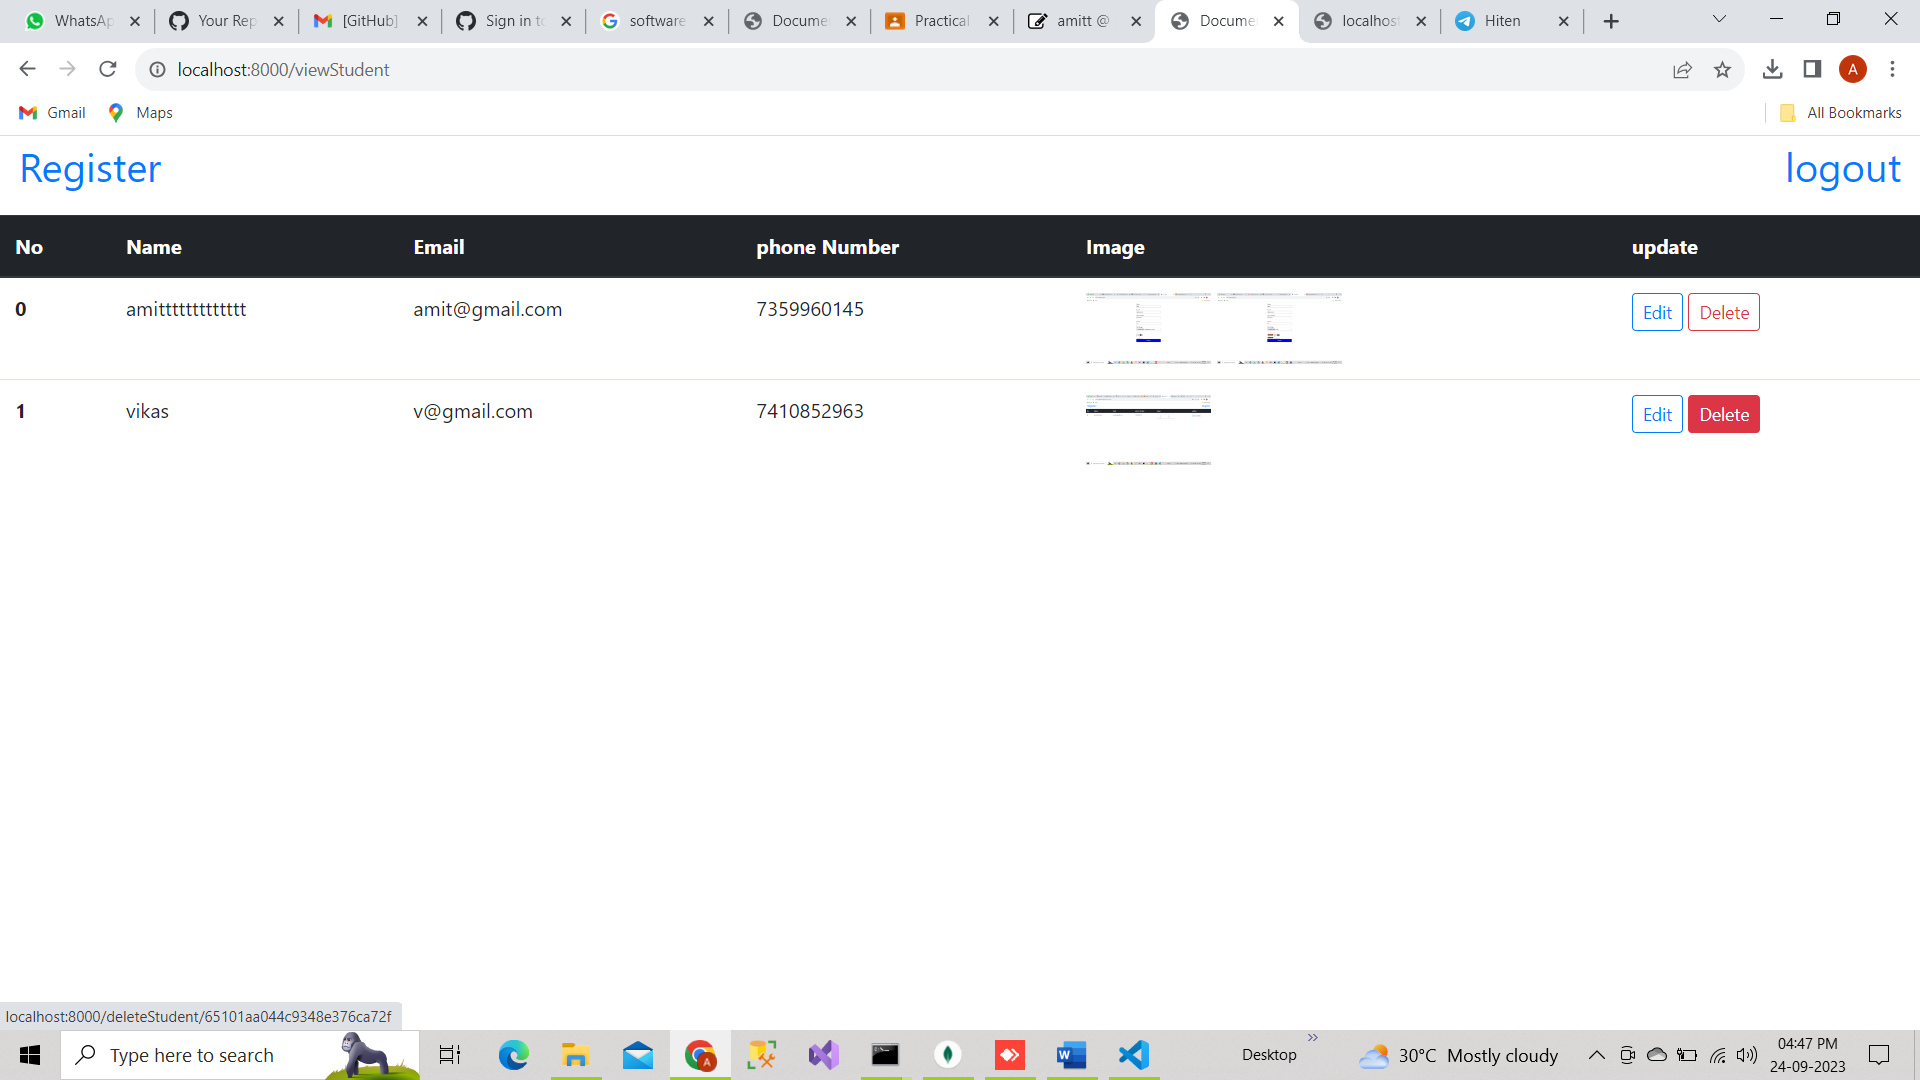 WhatsAp
Your Rep
[GitHub]
Sign in to
software
Docume
Practical
amitt @
Docume
localhost
Hiten
localhost:8000/viewStudent
A
Gmail
Maps
All Bookmarks
Register
logout
No Name Email phone Number Image update
0 amitttttttttttttt amit@gmail.com 7359960145 Edit Delete
1 vikas v@gmail.com 7410852963 Edit Delete
localhost:8000/deleteStudent/65101aa044c9348e376ca72f
Type here to search
Desktop
30°C Mostly cloudy
04:47 PM
24-09-2023